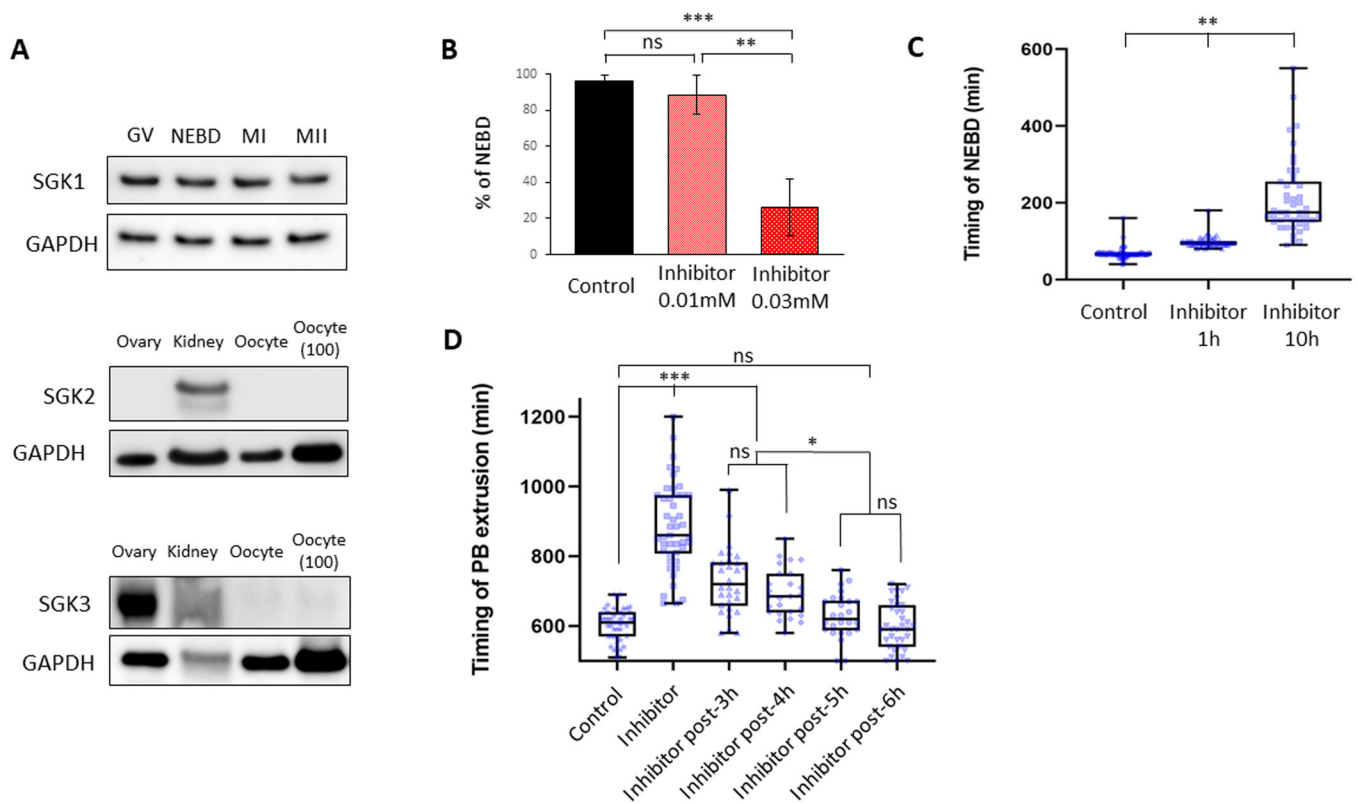 A
GV NEBD MI MII
SGK1
GAPDH
Ovary Kidney Oocyte Oocyte
(100)
SGK2
GAPDH
Ovary Kidney Oocyte Oocyte
(100)
SGK3
GAPDH
B
***
ns **
% of NEBD
100
80
60
40
20
0
Control Inhibitor Inhibitor
0.01mM 0.03mM
C
**
Timing of NEBD (min)
600
400
200
0
Control Inhibitor Inhibitor
1h 10h
D
ns
***
*
ns
ns
Timing of PB extrusion (min)
1200
1000
800
600
Control
Inhibitor
Inhibitor post-3h
Inhibitor post-4h
Inhibitor post-5h
Inhibitor post-6h